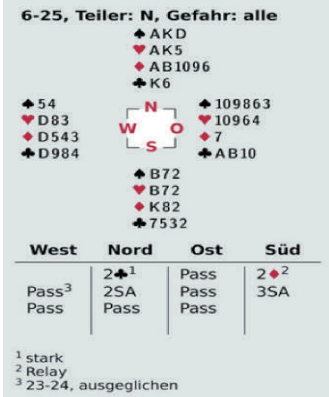 6-25, Teiler: N, Gefahr: alle
♠AKD
♥AK5
♦AB1096
♣K6
♠54 N ♠109863
♥D83 W O ♥10964
♦D543 ♦7
♣D984 S ♣AB10
♠B72
♥B72
♦K82
♣7532
West Nord Ost Süd
2♣¹ Pass 2♦²
Pass³ 2SA Pass 3SA
Pass Pass Pass
¹ stark
² Relay
³ 23-24, ausgeglichen